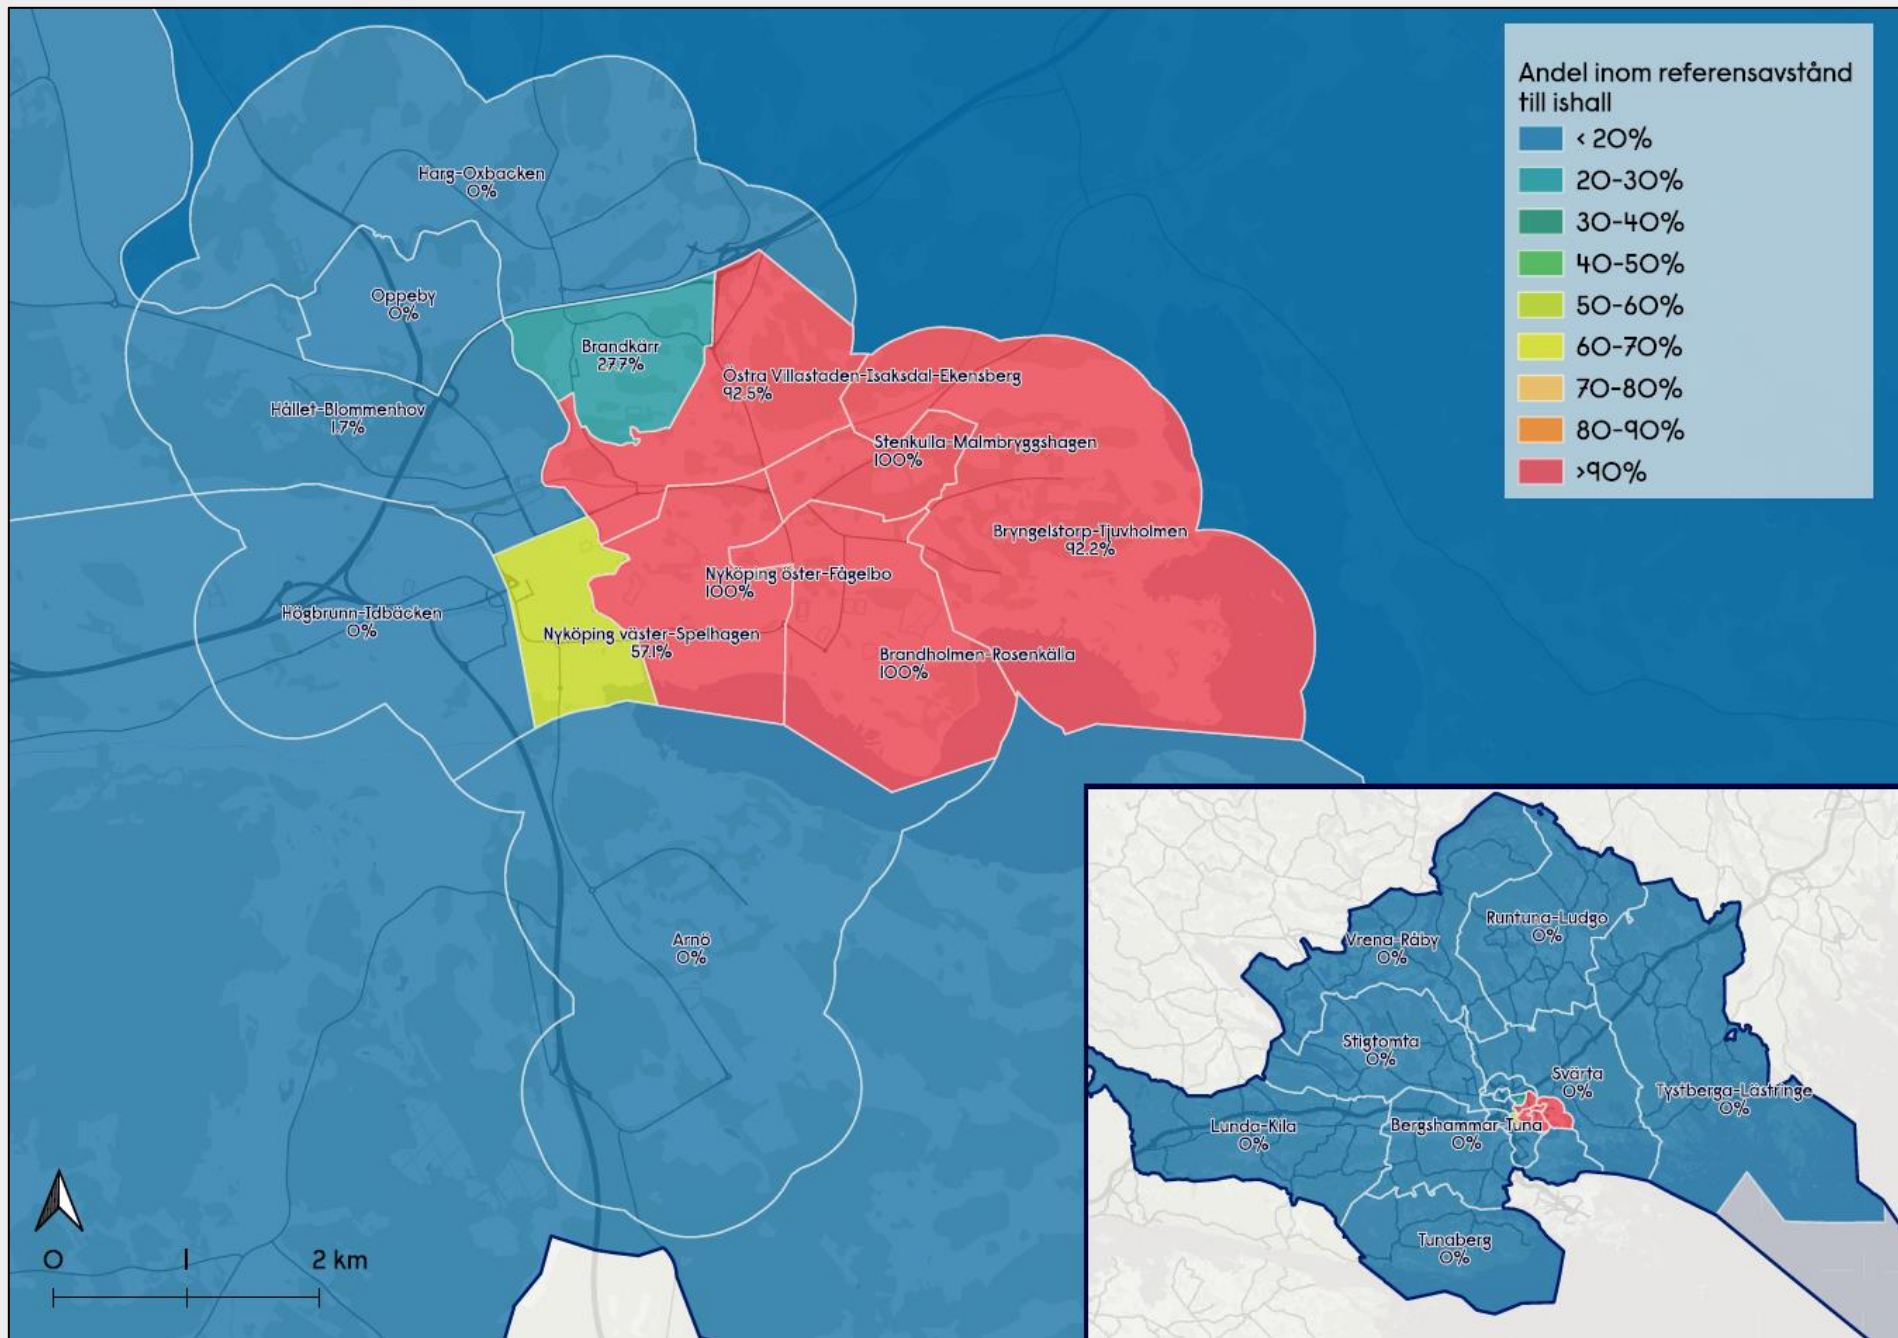 Andel inom referensavstånd
till ishall
< 20%
20-30%
30-40%
40-50%
50-60%
60-70%
70-80%
80-90%
>90%
Harg-Oxbacken
0%
Oppeby
0%
Brandkärr
27.7%
Östra Villastaden-Isaksdal-Ekensberg
92.5%
Hållet-Blommenhov
1.7%
Stenkulla-Malmbryggshagen
100%
Bryngelstorp-Tjuvholmen
92.2%
Nyköping öster-Fågelbo
100%
Högbrunn-Idbäcken
0%
Nyköping väster-Spelhagen
57.1%
Brandholmen-Rosenkälla
100%
Arnö
0%
Runtuna-Ludgo
0%
Vrena-Råby
0%
Stigtomta
0%
Svärta
0%
Tystberga-Lästringe
0%
Lunda-Kila
0%
Bergshammar-Tuna
0%
Tunaberg
0%
0 1 2 km